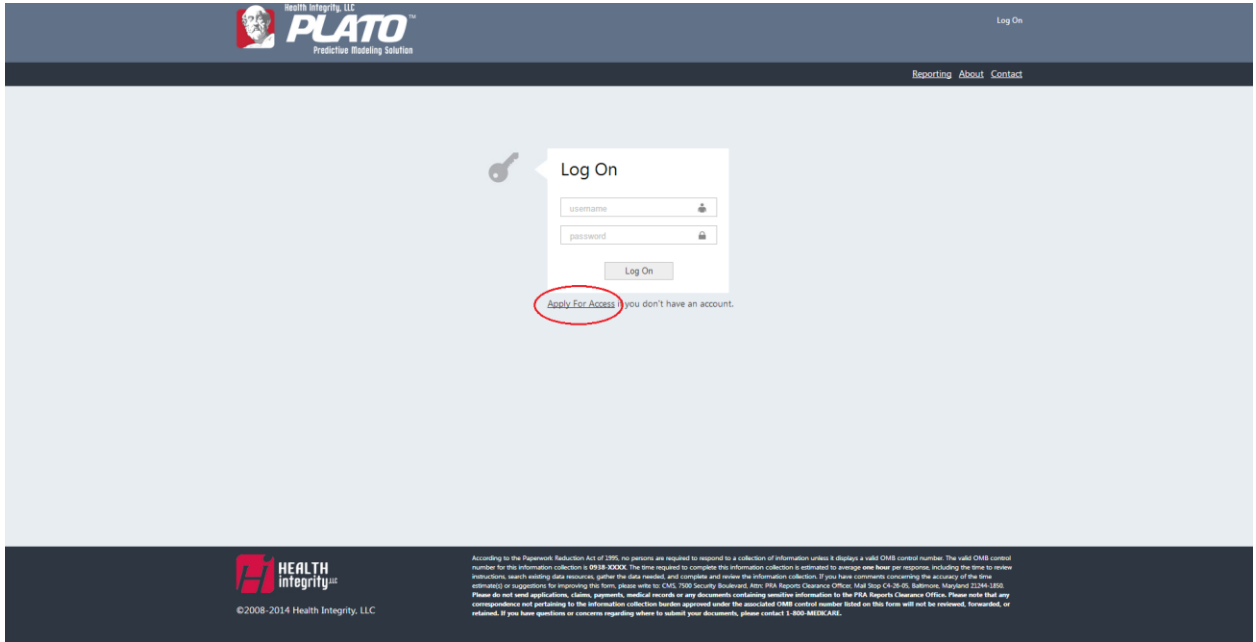 Health Integrity, LLC
PLATO™
Predictive Modeling Solution
Log On
Reporting About Contact
Log On
username
password
Log On
Apply For Access if you don't have an account.
HEALTH
integrity LLC
©2008-2014 Health Integrity, LLC
According to the Paperwork Reduction Act of 1995, no persons are required to respond to a collection of information unless it displays a valid OMB control number. The valid OMB control
number for this information collection is 0938-XXXX. The time required to complete this information collection is estimated to average one hour per response, including the time to review
instructions, search existing data resources, gather the data needed, and complete and review the information collection. If you have comments concerning the accuracy of the time
estimate(s) or suggestions for improving this form, please write to: CMS, 7500 Security Boulevard, Attn: PRA Reports Clearance Officer, Mail Stop C4-26-05, Baltimore, Maryland 21244-1850.
Please do not send applications, claims, payments, medical records or any documents containing sensitive information to the PRA Reports Clearance Office. Please note that any
correspondence not pertaining to the information collection burden approved under the associated OMB control number listed on this form will not be reviewed, forwarded, or
retained. If you have questions or concerns regarding where to submit your documents, please contact 1-800-MEDICARE.